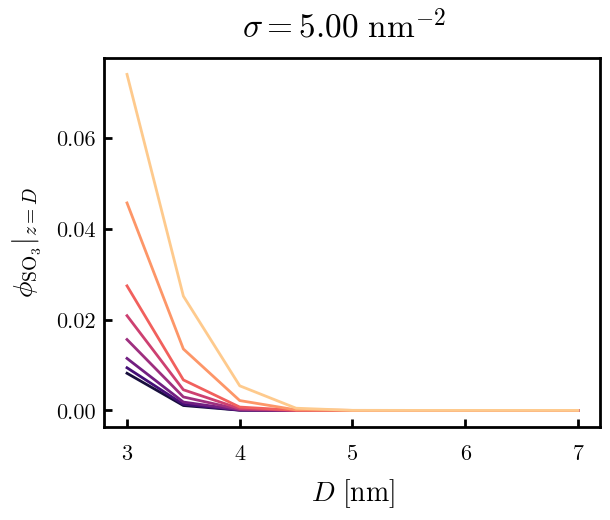 σ = 5.00 nm⁻²
ϕSO₃|z=D
0.06
0.04
0.02
0.00
3 4 5 6 7
D [nm]